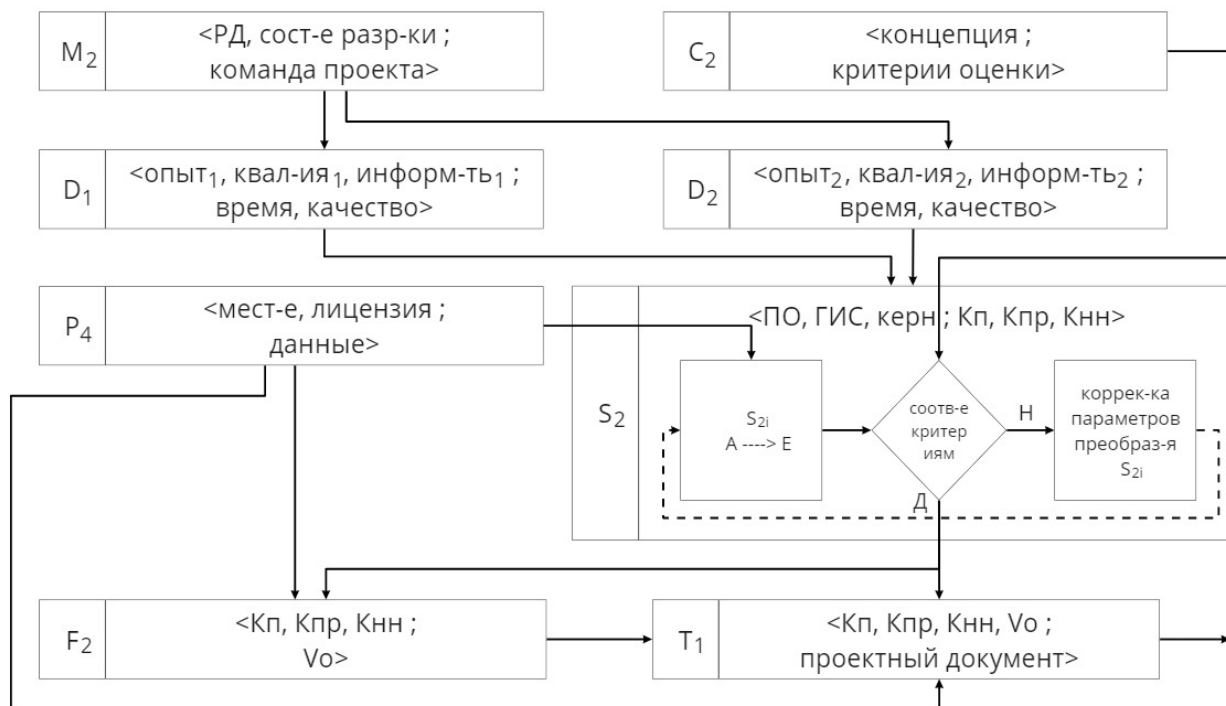 M2
<РД, сост-е разр-ки ;
команда проекта>
C2
<концепция ;
критерии оценки>
D1
<опыт1, квал-ия1, информ-ть1 ;
время, качество>
D2
<опыт2, квал-ия2, информ-ть2 ;
время, качество>
P4
<мест-е, лицензия ;
данные>
S2
<ПО, ГИС, керн ; Кп, Кпр, Кнн>
S2i
A ----> E
соотв-е
критер
иям
Н
Д
коррек-ка
параметров
преобраз-я
S2i
F2
<Кп, Кпр, Кнн ;
Vo>
T1
<Кп, Кпр, Кнн, Vo ;
проектный документ>